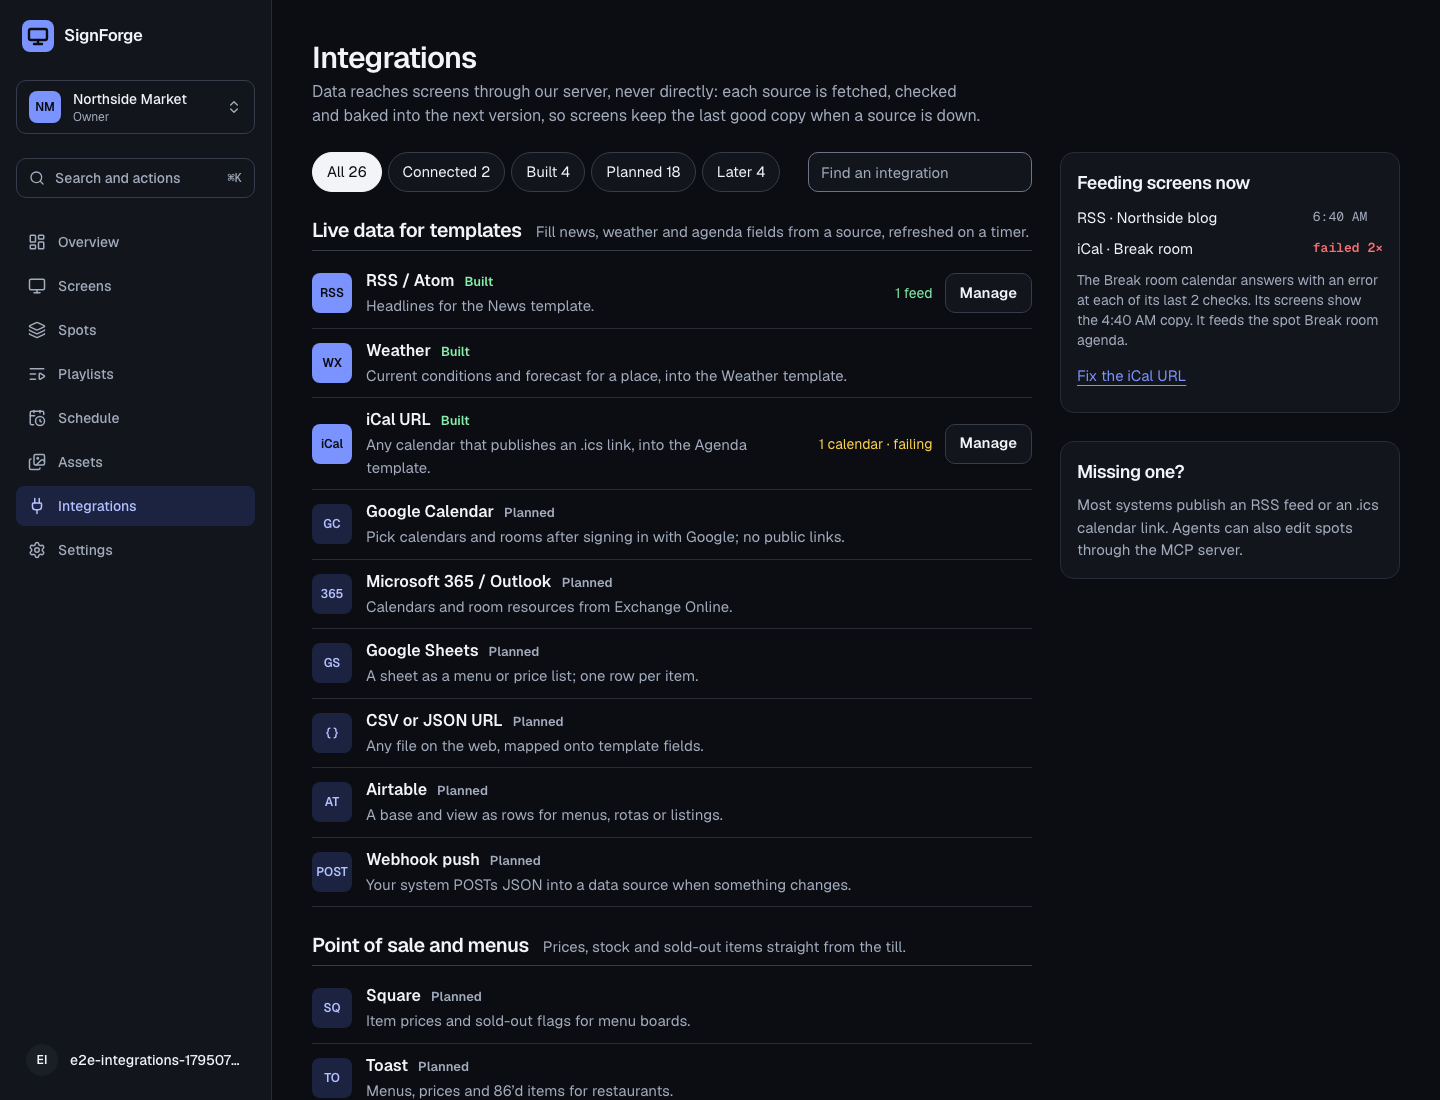 SignForge
NM
Northside Market
Owner
Search and actions ⌘K
Overview
Screens
Spots
Playlists
Schedule
Assets
Integrations
Settings
EI
e2e-integrations-179507…
Integrations
Data reaches screens through our server, never directly: each source is fetched, checked
and baked into the next version, so screens keep the last good copy when a source is down.
All 26
Connected 2
Built 4
Planned 18
Later 4
Find an integration
Live data for templates Fill news, weather and agenda fields from a source, refreshed on a timer.
RSS
RSS / Atom Built
Headlines for the News template.
1 feed
Manage
WX
Weather Built
Current conditions and forecast for a place, into the Weather template.
iCal
iCal URL Built
Any calendar that publishes an .ics link, into the Agenda
template.
1 calendar · failing
Manage
GC
Google Calendar Planned
Pick calendars and rooms after signing in with Google; no public links.
365
Microsoft 365 / Outlook Planned
Calendars and room resources from Exchange Online.
GS
Google Sheets Planned
A sheet as a menu or price list; one row per item.
{}
CSV or JSON URL Planned
Any file on the web, mapped onto template fields.
AT
Airtable Planned
A base and view as rows for menus, rotas or listings.
POST
Webhook push Planned
Your system POSTs JSON into a data source when something changes.
Point of sale and menus Prices, stock and sold-out items straight from the till.
SQ
Square Planned
Item prices and sold-out flags for menu boards.
TO
Toast Planned
Menus, prices and 86’d items for restaurants.
Feeding screens now
RSS · Northside blog 6:40 AM
iCal · Break room failed 2×
The Break room calendar answers with an error
at each of its last 2 checks. Its screens show
the 4:40 AM copy. It feeds the spot Break room
agenda.
Fix the iCal URL
Missing one?
Most systems publish an RSS feed or an .ics
calendar link. Agents can also edit spots
through the MCP server.